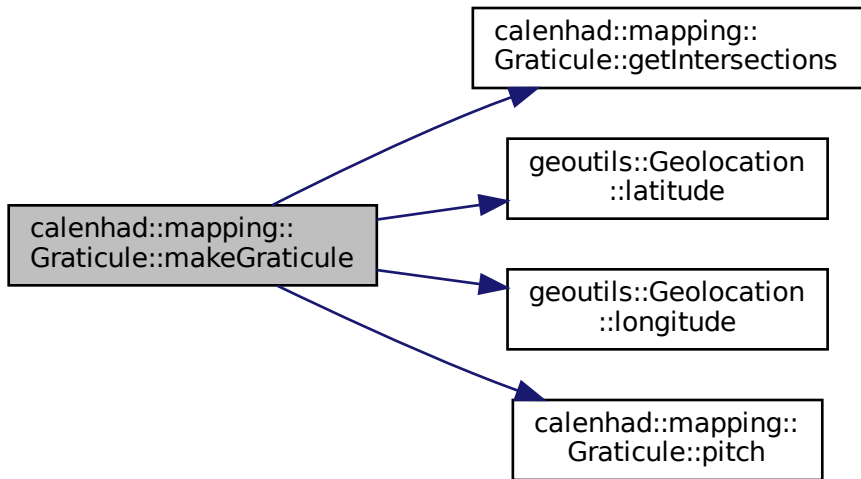 calenhad::mapping::
Graticule::makeGraticule
calenhad::mapping::
Graticule::getIntersections
geoutils::Geolocation
::latitude
geoutils::Geolocation
::longitude
calenhad::mapping::
Graticule::pitch